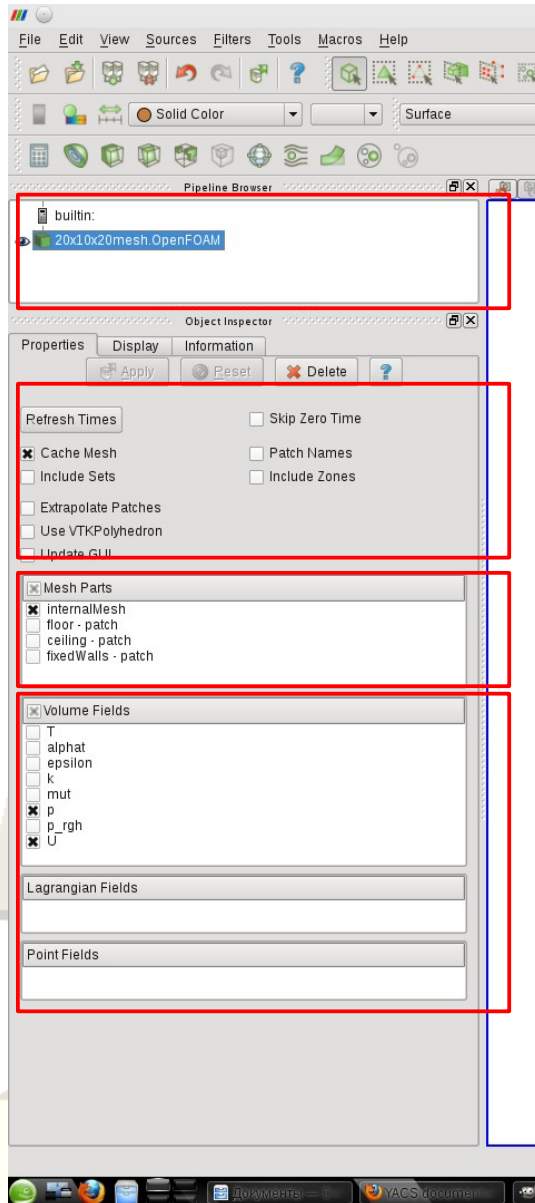 File Edit View Sources Filters Tools Macros Help
Solid Color Surface
Pipeline Browser
builtin:
20x10x20mesh.OpenFOAM
Object Inspector
Properties Display Information
Apply Reset Delete ?
Refresh Times Skip Zero Time
Cache Mesh Patch Names
Include Sets Include Zones
Extrapolate Patches
Use VTKPolyhedron
Update GUI
Mesh Parts
internalMesh
floor - patch
ceiling - patch
fixedWalls - patch
Volume Fields
T
alphat
epsilon
k
mut
p
p_rgh
U
Lagrangian Fields
Point Fields
Документы — YACS documen